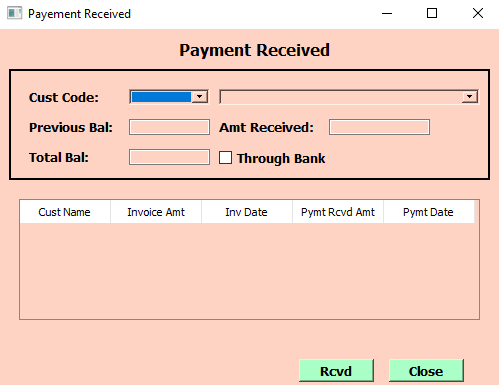 Payement Received
Payment Received
Cust Code:
Previous Bal: Amt Received:
Total Bal: Through Bank
Cust Name Invoice Amt Inv Date Pymt Rcvd Amt Pymt Date
Rcvd Close